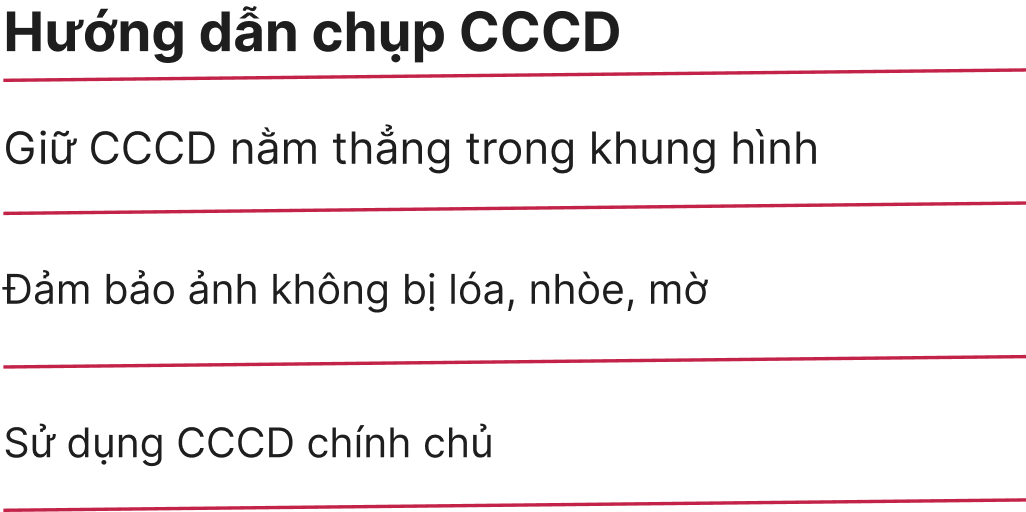 Hướng dẫn chụp CCCD
Giữ CCCD nằm thẳng trong khung hình
Đảm bảo ảnh không bị lóa, nhòe, mờ
Sử dụng CCCD chính chủ